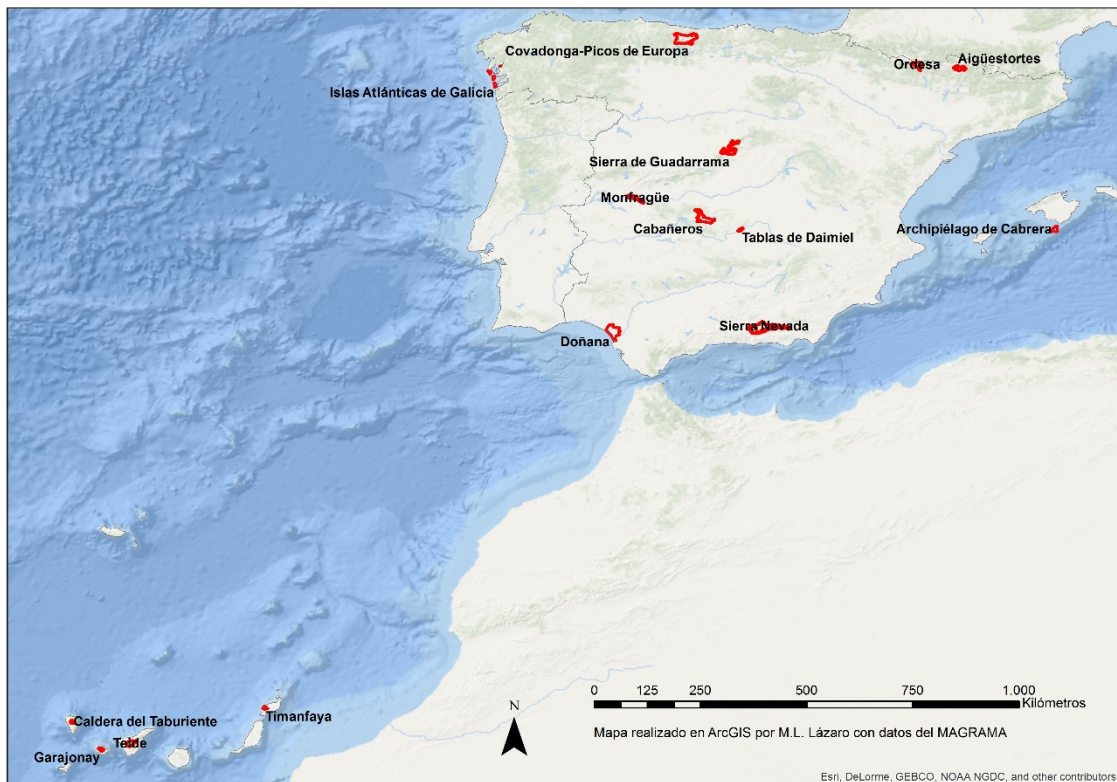 Covadonga-Picos de Europa
Ordesa
Aigüestortes
Islas Atlánticas de Galicia
Sierra de Guadarrama
Monfragüe
Cabañeros
Tablas de Daimiel
Archipiélago de Cabrera
Sierra Nevada
Doñana
Timanfaya
Caldera del Taburiente
Teide
Garajonay
N
0 125 250 500 750 1.000
Kilómetros
Mapa realizado en ArcGIS por M.L. Lázaro con datos del MAGRAMA
Esri, DeLorme, GEBCO, NOAA NGDC, and other contributors